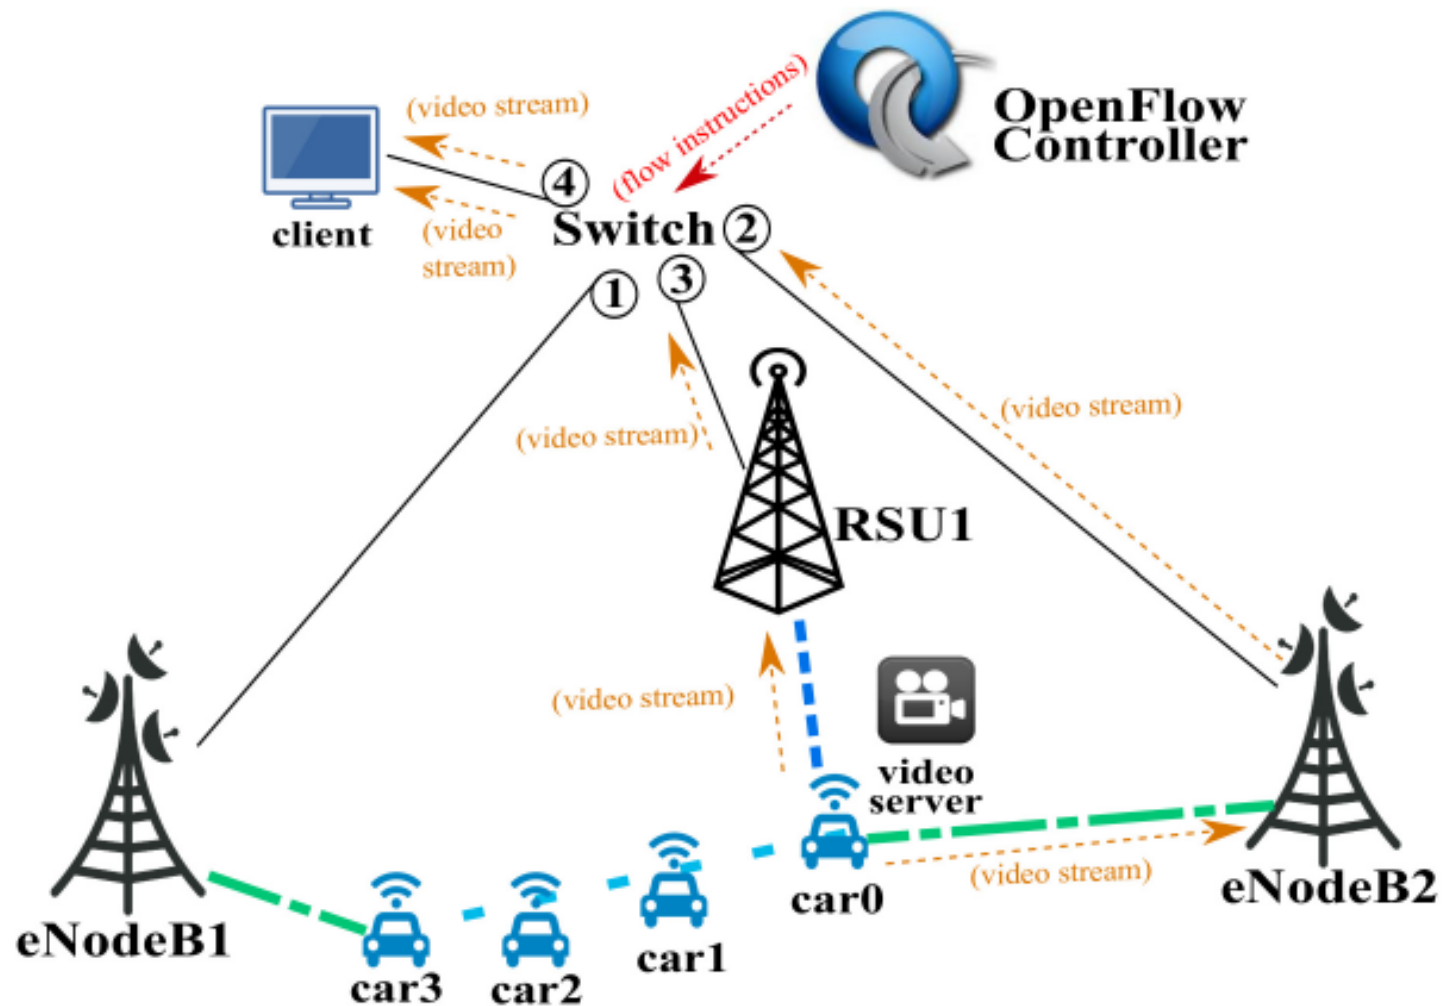 OpenFlow
Controller
(flow instructions)
(video stream)
client
(video
stream)
4
Switch
2
1
3
(video stream)
(video stream)
RSU1
(video stream)
video
server
(video stream)
car0
car1
car2
car3
eNodeB1
eNodeB2